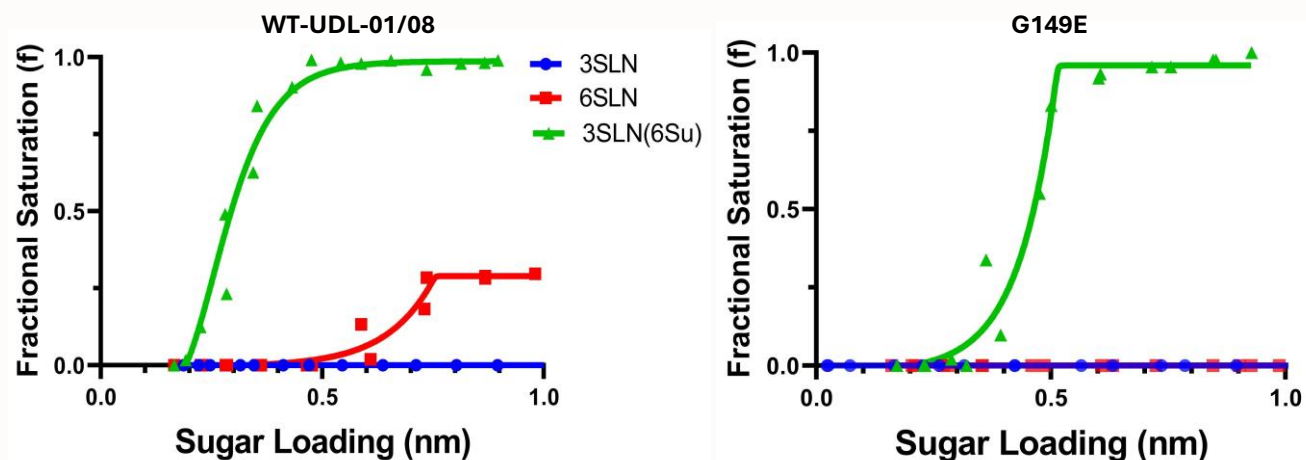 WT-UDL-01/08
Fractional Saturation (f)
1.0
0.5
0.0
0.0 0.5 1.0
Sugar Loading (nm)
3SLN
6SLN
3SLN(6Su)
G149E
Fractional Saturation (f)
1.0
0.5
0.0
0.0 0.5 1.0
Sugar Loading (nm)